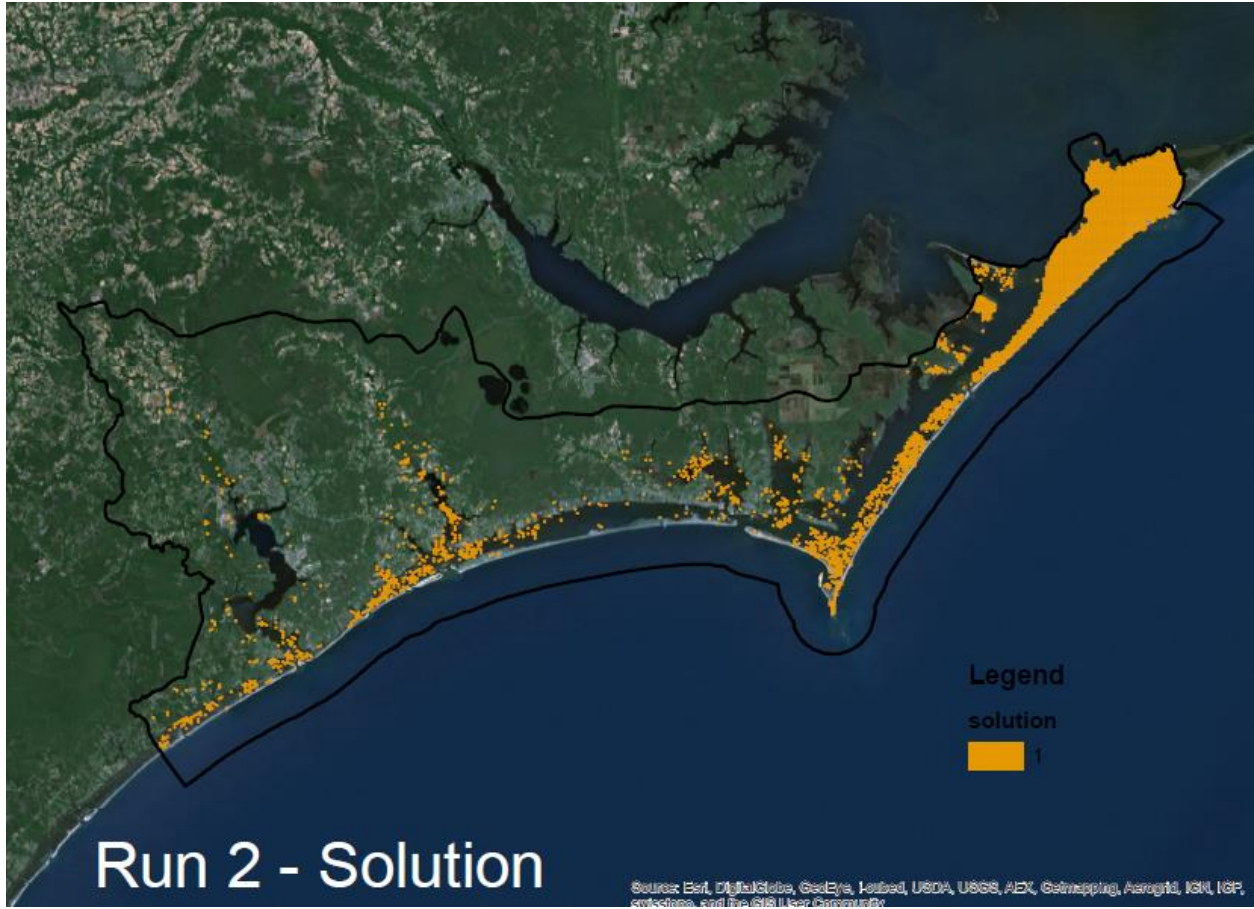 Legend
solution
1
Run 2 - Solution
Source: Esri, DigitalGlobe, GeoEye, i-cubed, USDA, USGS, AEX, Getmapping, Aerogrid, IGN, IGP,
swisstopo, and the GIS User Community